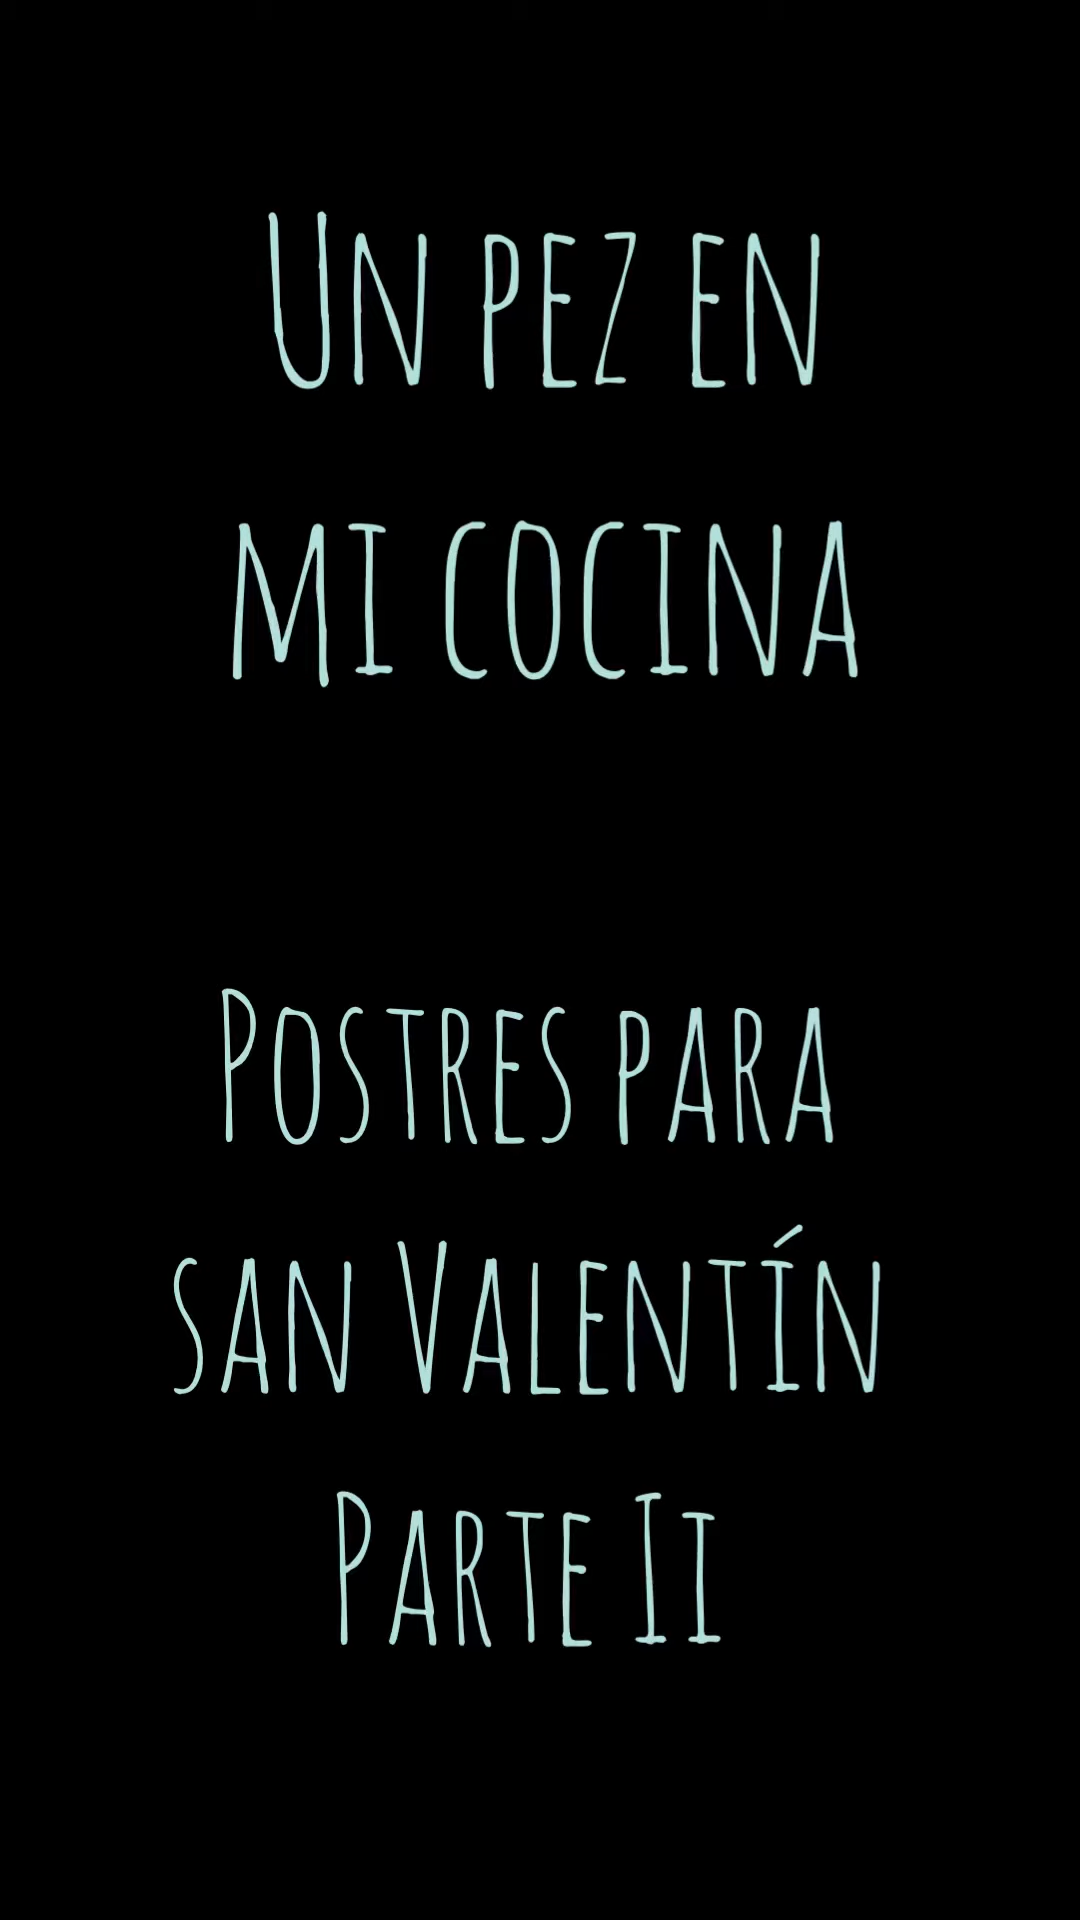 Un pez en
mi cocina
Postres para
san Valentín
Parte Ii